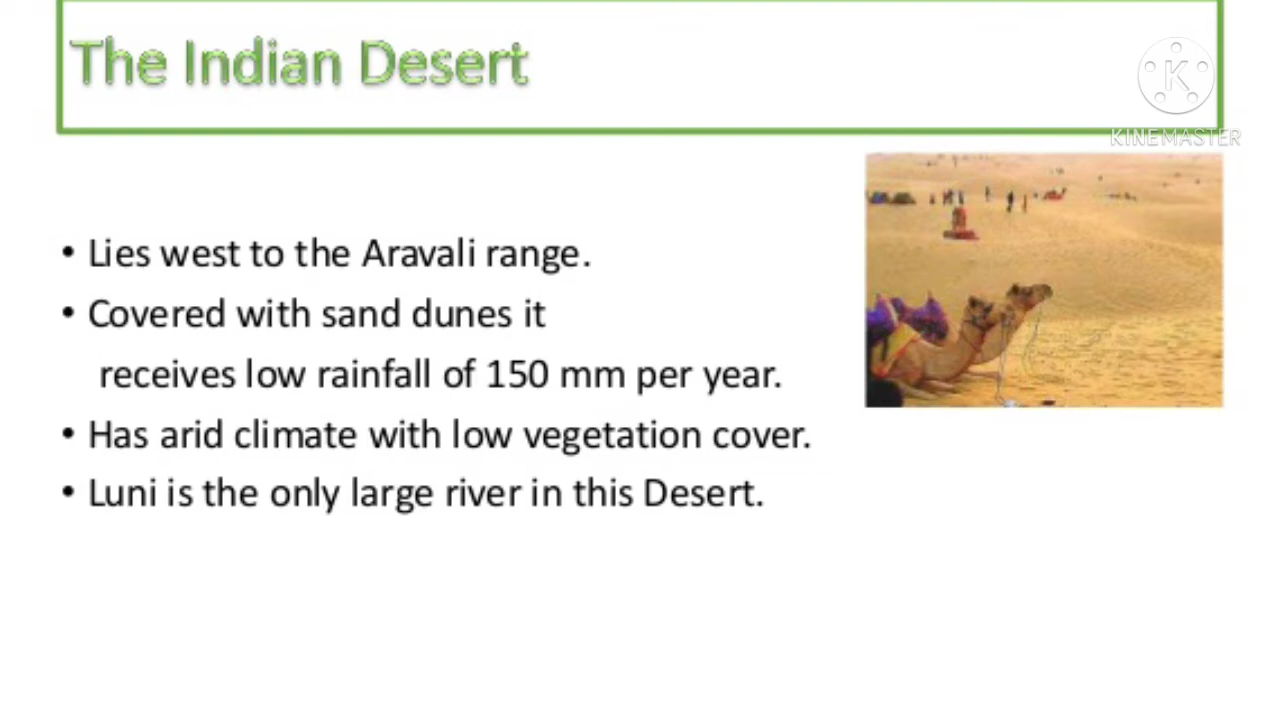 The Indian Desert
K
KINEMASTER
• Lies west to the Aravali range.
• Covered with sand dunes it
receives low rainfall of 150 mm per year.
• Has arid climate with low vegetation cover.
• Luni is the only large river in this Desert.